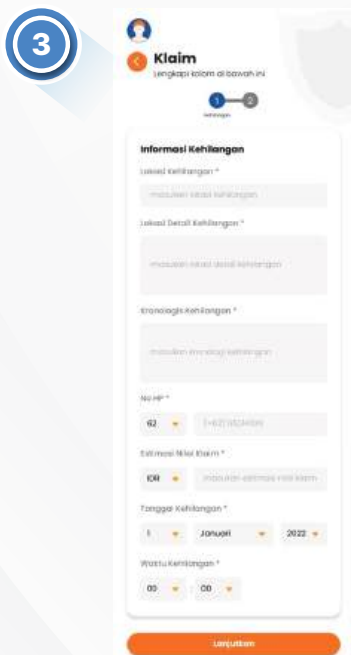 3
Klaim
Lengkapi kolom di bawah ini
1 2
Kehilangan
Informasi Kehilangan
Lokasi Kehilangan *
masukan lokasi kehilangan
Lokasi Detail Kehilangan *
masukan lokasi detail kehilangan
Kronologis Kehilangan *
masukan kronologi kehilangan
No HP *
62
Estimasi Nilai Klaim *
IDR masukan estimasi nilai klaim
Tanggal Kehilangan *
1 Januari 2022
Waktu Kehilangan *
00 : 00
Lanjutkan